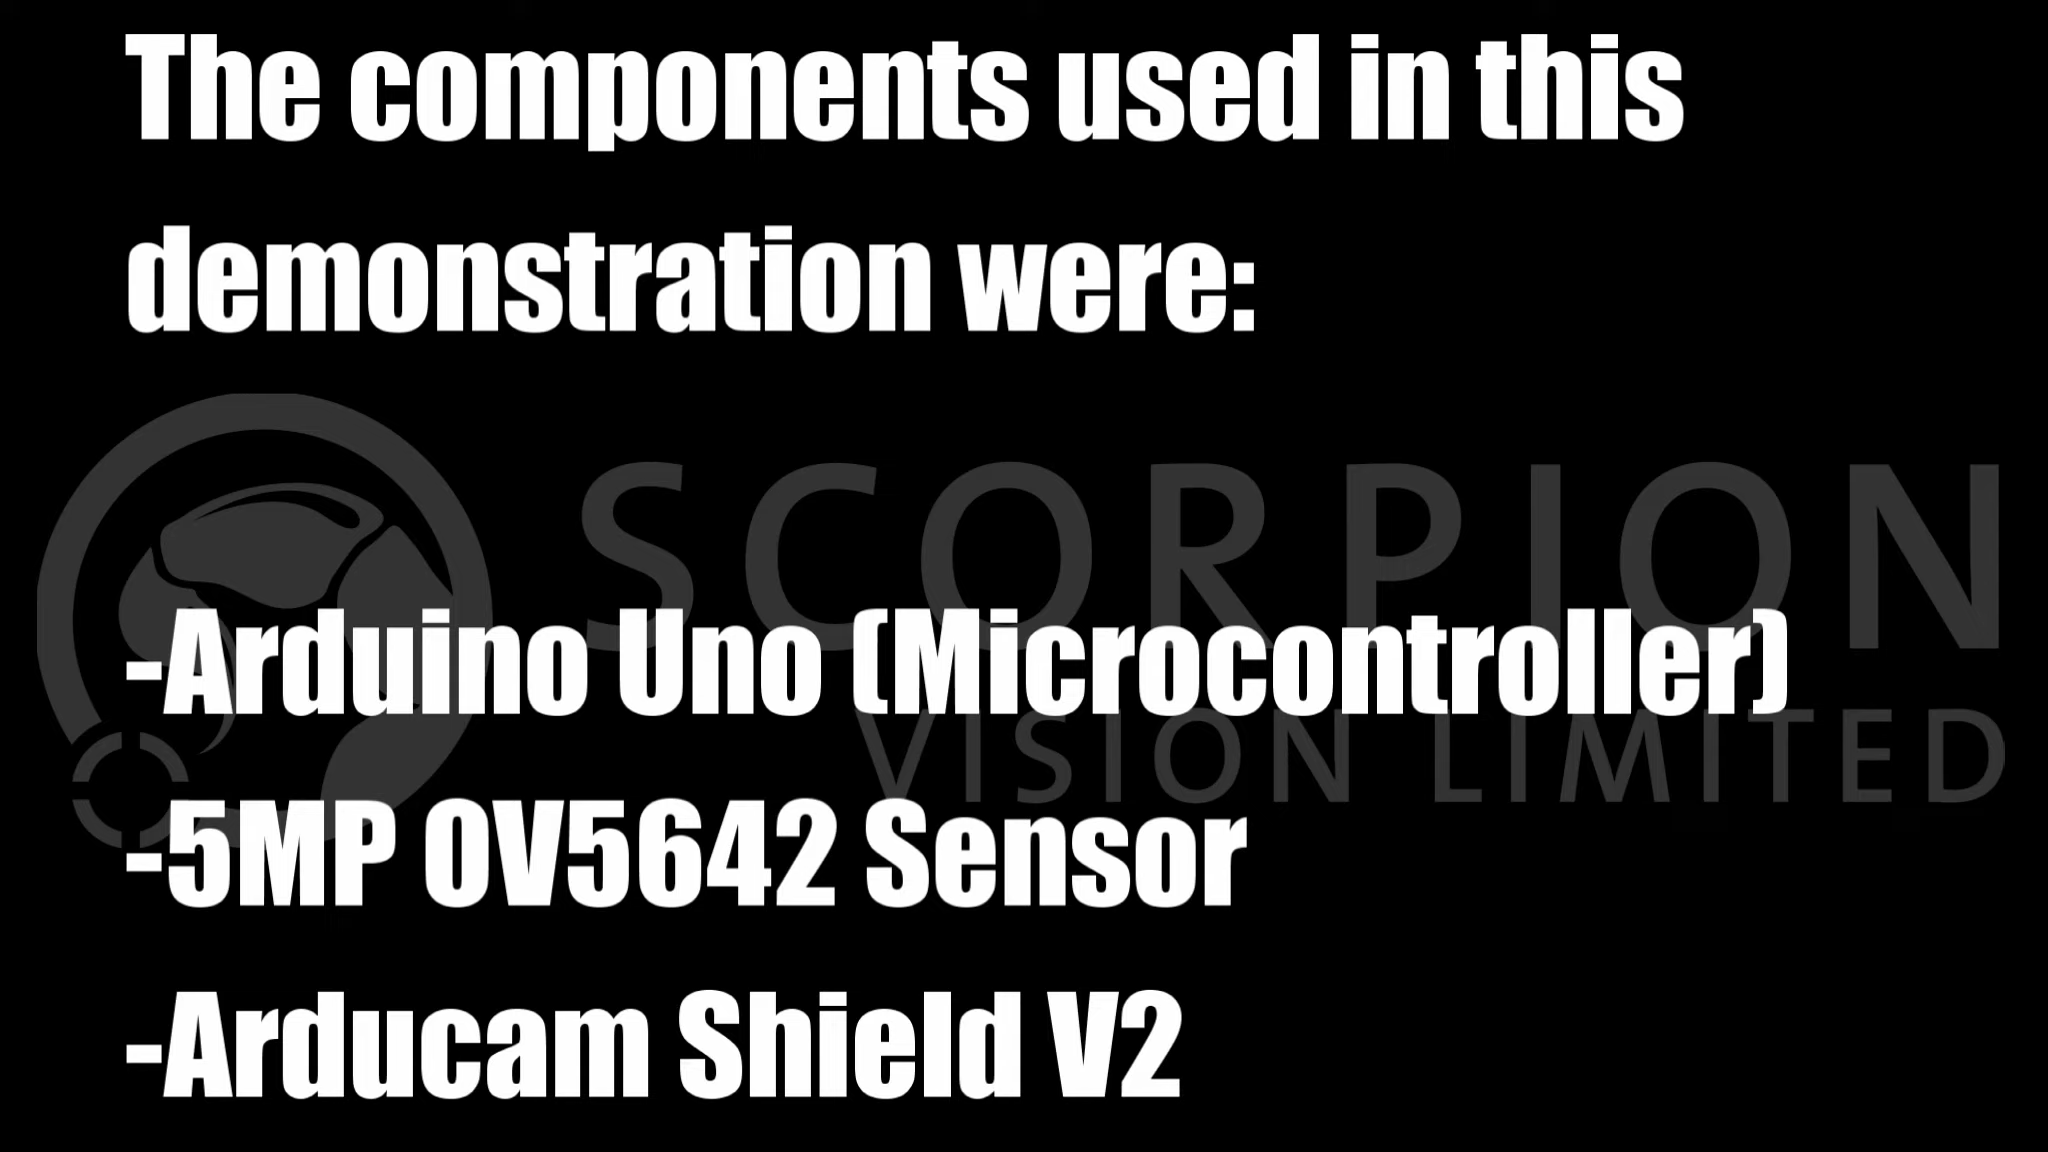 The components used in this
demonstration were:
SCORPION
-Arduino Uno (Microcontroller)
VISION LIMITED
-5MP OV5642 Sensor
-Arducam Shield V2